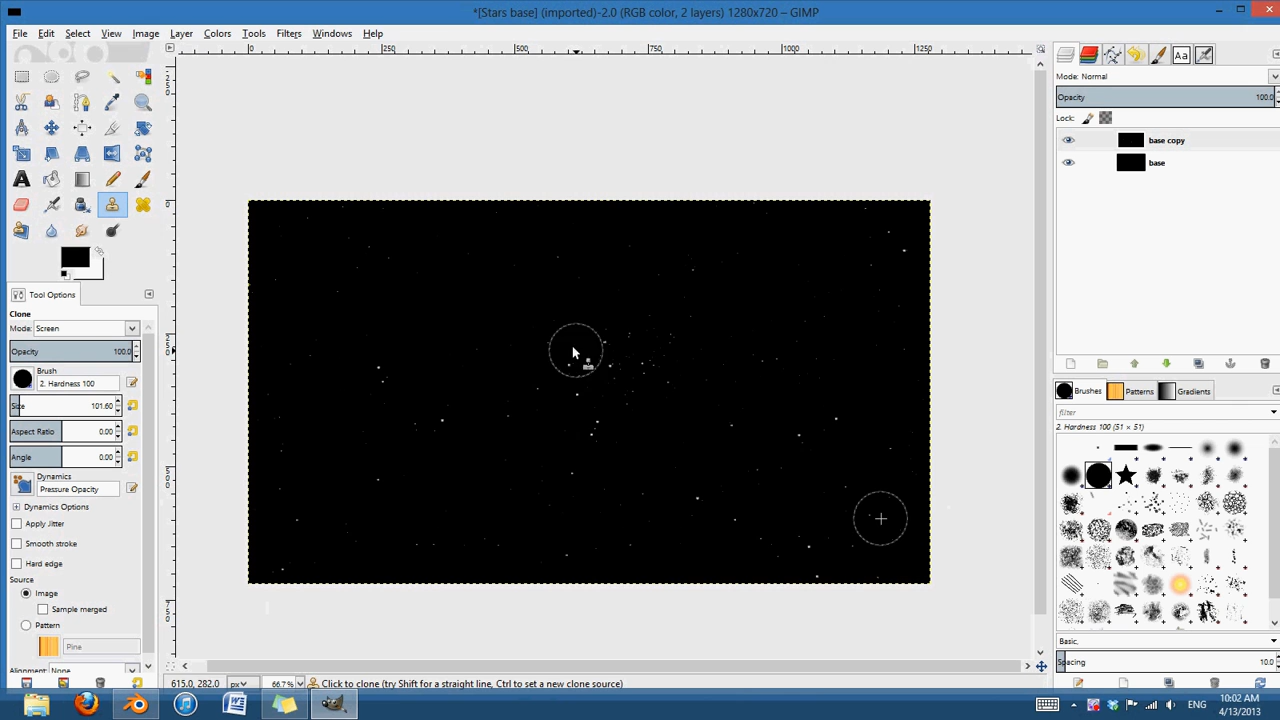 *[Stars base] (imported)-2.0 (RGB color, 2 layers) 1280x720 – GIMP
File Edit Select View Image Layer Colors Tools Filters Windows Help
0 250 500 750 1000 1250
Mode: Normal
Opacity 100.0
Lock:
base copy
base
Tool Options
Clone
Mode: Screen
Opacity 100.0
Brush
2. Hardness 100
Size 101.60
Aspect Ratio 0.00
Angle 0.00
Dynamics
Pressure Opacity
Dynamics Options
Apply Jitter
Smooth stroke
Hard edge
Source
Image
Sample merged
Pattern
Pine
Alignment: None
Brushes Patterns Gradients
filter
2. Hardness 100 (51 × 51)
Basic,
Spacing 10.0
615.0, 282.0 px 66.7% Click to clone (try Shift for a straight line, Ctrl to set a new clone source)
ENG
10:02 AM
4/13/2013